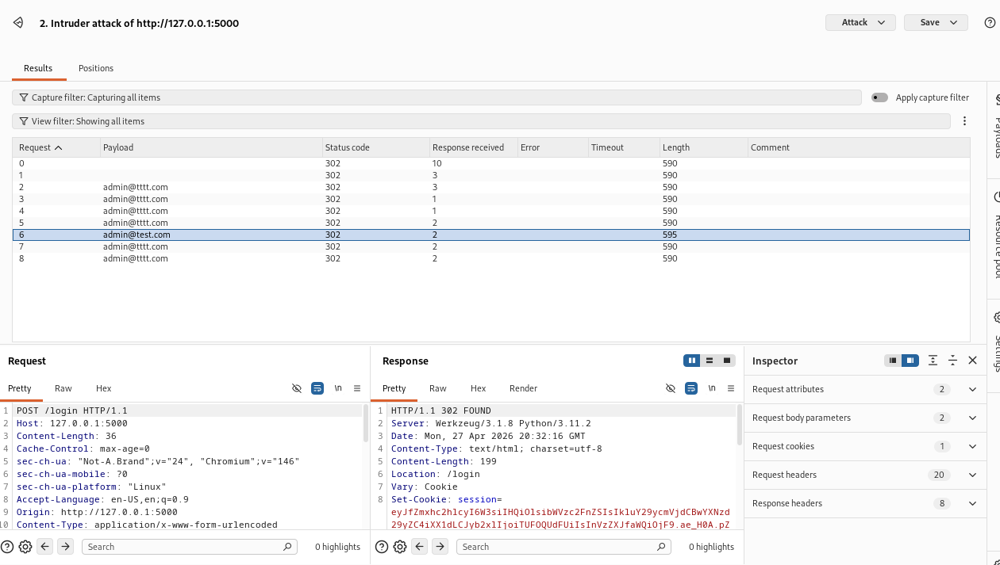 2. Intruder attack of http://127.0.0.1:5000
Attack
Save
Results
Positions
Capture filter: Capturing all items
Apply capture filter
View filter: Showing all items
Request Payload Status code Response received Error Timeout Length Comment
0 302 10 590
1 302 3 590
2 admin@tttt.com 302 3 590
3 admin@tttt.com 302 1 590
4 admin@tttt.com 302 1 590
5 admin@tttt.com 302 2 590
6 admin@test.com 302 2 595
7 admin@tttt.com 302 2 590
8 admin@tttt.com 302 2 590
Payloads
Resource pool
Settings
Request
Pretty Raw Hex
\n
1 POST /login HTTP/1.1
2 Host: 127.0.0.1:5000
3 Content-Length: 36
4 Cache-Control: max-age=0
5 sec-ch-ua: "Not-A.Brand";v="24", "Chromium";v="146"
6 sec-ch-ua-mobile: ?0
7 sec-ch-ua-platform: "Linux"
8 Accept-Language: en-US,en;q=0.9
9 Origin: http://127.0.0.1:5000
10 Content-Type: application/x-www-form-urlencoded
Search
0 highlights
Response
Pretty Raw Hex Render
\n
1 HTTP/1.1 302 FOUND
2 Server: Werkzeug/3.1.8 Python/3.11.2
3 Date: Mon, 27 Apr 2026 20:32:16 GMT
4 Content-Type: text/html; charset=utf-8
5 Content-Length: 199
6 Location: /login
7 Vary: Cookie
8 Set-Cookie: session=
eyJfZmxhc2hlcyI6W3siIHQiOlsibWVzc2FnZSIsIkluY29ycmVjdCBwYXNzd
29yZC4iXX1dLCJyb2xlIjoiTUFOQUdFUiIsInVzZXJfaWQiOjF9.ae_H0A.pZ
Search
0 highlights
Inspector
Request attributes 2
Request body parameters 2
Request cookies 1
Request headers 20
Response headers 8